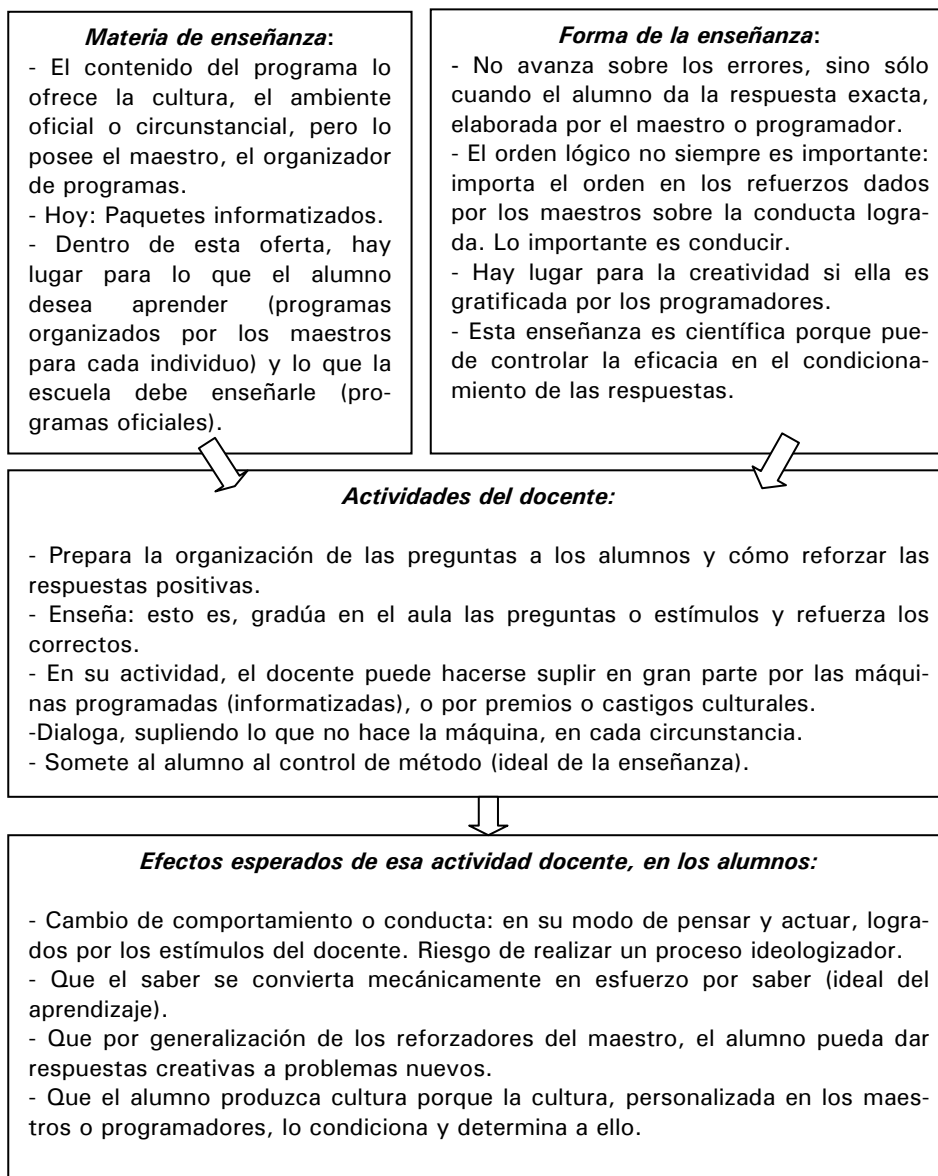 Materia de enseñanza:
- El contenido del programa lo
ofrece la cultura, el ambiente
oficial o circunstancial, pero lo
posee el maestro, el organizador
de programas.
- Hoy: Paquetes informatizados.
- Dentro de esta oferta, hay
lugar para lo que el alumno
desea aprender (programas
organizados por los maestros
para cada individuo) y lo que la
escuela debe enseñarle (pro-
gramas oficiales).
Forma de la enseñanza:
- No avanza sobre los errores, sino sólo
cuando el alumno da la respuesta exacta,
elaborada por el maestro o programador.
- El orden lógico no siempre es importante:
importa el orden en los refuerzos dados
por los maestros sobre la conducta logra-
da. Lo importante es conducir.
- Hay lugar para la creatividad si ella es
gratificada por los programadores.
- Esta enseñanza es científica porque pue-
de controlar la eficacia en el condiciona-
miento de las respuestas.
Actividades del docente:
- Prepara la organización de las preguntas a los alumnos y cómo reforzar las
respuestas positivas.
- Enseña: esto es, gradúa en el aula las preguntas o estímulos y refuerza los
correctos.
- En su actividad, el docente puede hacerse suplir en gran parte por las máqui-
nas programadas (informatizadas), o por premios o castigos culturales.
-Dialoga, supliendo lo que no hace la máquina, en cada circunstancia.
- Somete al alumno al control de método (ideal de la enseñanza).
Efectos esperados de esa actividad docente, en los alumnos:
- Cambio de comportamiento o conducta: en su modo de pensar y actuar, logra-
dos por los estímulos del docente. Riesgo de realizar un proceso ideologizador.
- Que el saber se convierta mecánicamente en esfuerzo por saber (ideal del
aprendizaje).
- Que por generalización de los reforzadores del maestro, el alumno pueda dar
respuestas creativas a problemas nuevos.
- Que el alumno produzca cultura porque la cultura, personalizada en los maes-
tros o programadores, lo condiciona y determina a ello.